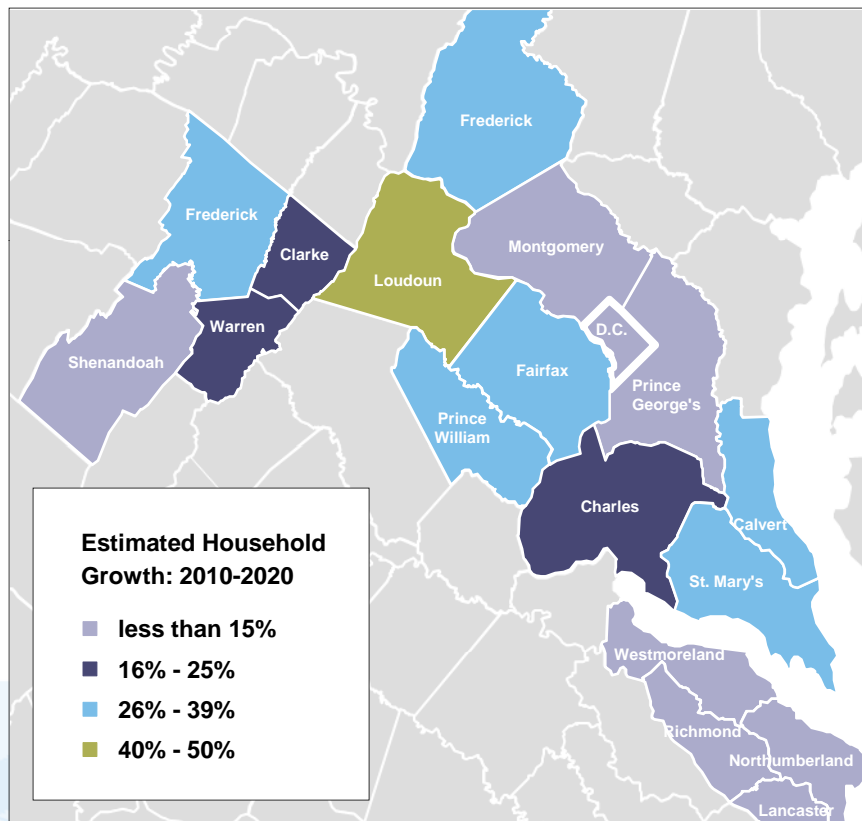 Frederick
Frederick
Clarke
Montgomery
Loudoun
D.C.
Warren
Shenandoah
Fairfax
Prince
George's
Prince
William
Charles
Calvert
St. Mary's
Estimated Household
Growth: 2010-2020
less than 15%
16% - 25%
26% - 39%
40% - 50%
Westmoreland
Richmond
Northumberland
Lancaster